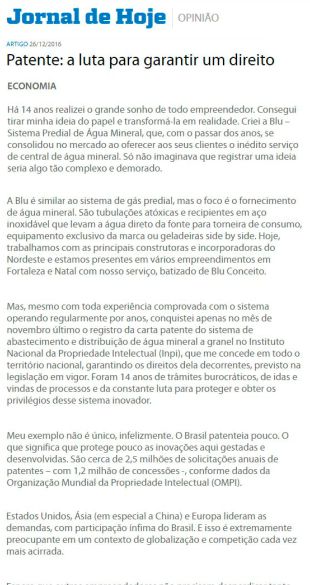 Jornal de Hoje | OPINIÃO
ARTIGO 26/12/2016
Patente: a luta para garantir um direito
ECONOMIA
Há 14 anos realizei o grande sonho de todo empreendedor. Consegui
tirar minha ideia do papel e transformá-la em realidade. Criei a Blu –
Sistema Predial de Água Mineral, que, com o passar dos anos, se
consolidou no mercado ao oferecer aos seus clientes o inédito serviço
de central de água mineral. Só não imaginava que registrar uma ideia
seria algo tão complexo e demorado.
A Blu é similar ao sistema de gás predial, mas o foco é o fornecimento
de água mineral. São tubulações atóxicas e recipientes em aço
inoxidável que levam a água direto da fonte para torneira de consumo,
equipamento exclusivo da marca ou geladeiras side by side. Hoje,
trabalhamos com as principais construtoras e incorporadoras do
Nordeste e estamos presentes em vários empreendimentos em
Fortaleza e Natal com nosso serviço, batizado de Blu Conceito.
Mas, mesmo com toda experiência comprovada com o sistema
operando regularmente por anos, conquistei apenas no mês de
novembro último o registro da carta patente do sistema de
abastecimento e distribuição de água mineral a granel no Instituto
Nacional da Propriedade Intelectual (Inpi), que me concede em todo o
território nacional, garantindo os direitos dela decorrentes, previsto na
legislação em vigor. Foram 14 anos de trâmites burocráticos, de idas e
vindas de processos e da constante luta para proteger e obter os
privilégios desse sistema inovador.
Meu exemplo não é único, infelizmente. O Brasil patenteia pouco. O
que significa que protege pouco as inovações aqui gestadas e
desenvolvidas. São cerca de 2,5 milhões de solicitações anuais de
patentes – com 1,2 milhão de concessões -, conforme dados da
Organização Mundial da Propriedade Intelectual (OMPI).
Estados Unidos, Ásia (em especial a China) e Europa lideram as
demandas, com participação ínfima do Brasil. E isso é extremamente
preocupante em um contexto de globalização e competição cada vez
mais acirrada.